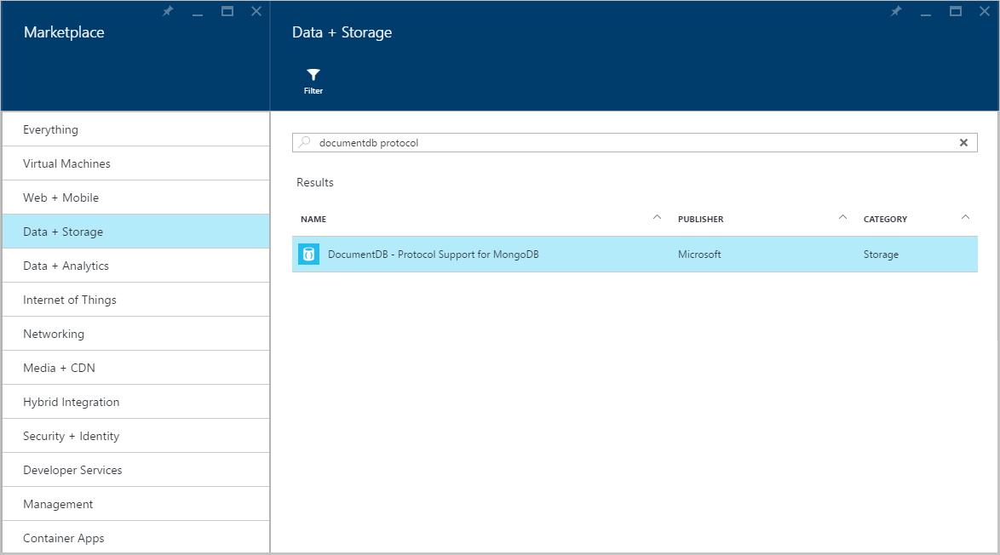 Marketplace
Everything
Virtual Machines
Web + Mobile
Data + Storage
Data + Analytics
Internet of Things
Networking
Media + CDN
Hybrid Integration
Security + Identity
Developer Services
Management
Container Apps
Data + Storage
Filter
documentdb protocol
Results
NAME PUBLISHER CATEGORY
DocumentDB - Protocol Support for MongoDB Microsoft Storage